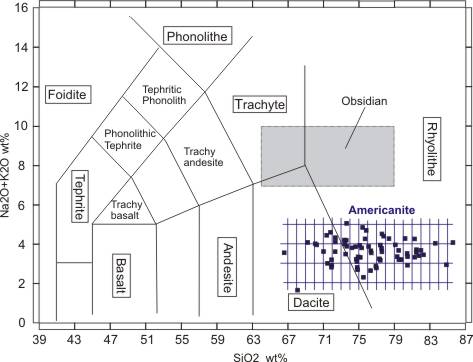 16
14
12
10
8
6
4
2
0
Na2O+K2O wt%
Phonolithe
Foidite
Tephritic
Phonolith
Trachyte
Obsidian
Rhyolithe
Phonolithic
Tephrite
Trachy
andesite
Tephrite
Trachy
basalt
Americanite
Basalt
Andesite
Dacite
39 43 47 51 55 59 63 67 71 75 79 83 87
SiO2 wt%